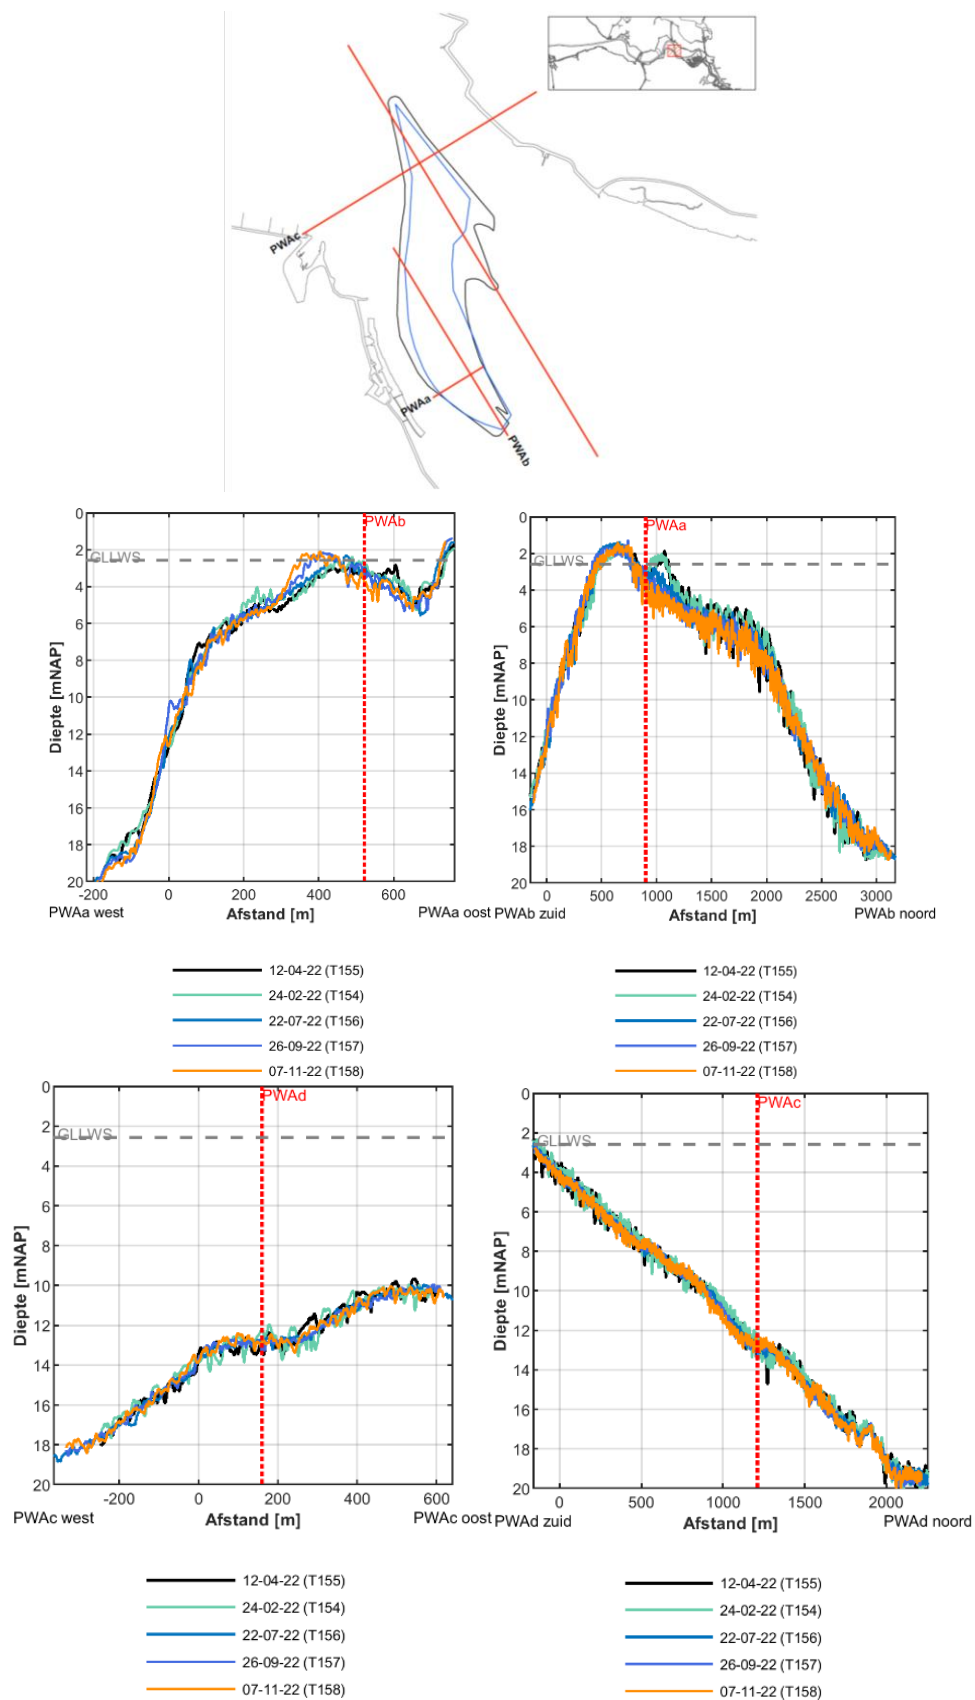 PWAc
PWAa
PWAb
0
2
4
6
8
10
12
14
16
18
20
Diepte [mNAP]
GLLWS
PWAb
-200
0
200
400
600
PWAa west
Afstand [m]
PWAa oost
0
2
4
6
8
10
12
14
16
18
20
Diepte [mNAP]
GLLWS
PWAa
0
500
1000
1500
2000
2500
3000
PWAb zuid
Afstand [m]
PWAb noord
12-04-22 (T155)
24-02-22 (T154)
22-07-22 (T156)
26-09-22 (T157)
07-11-22 (T158)
12-04-22 (T155)
24-02-22 (T154)
22-07-22 (T156)
26-09-22 (T157)
07-11-22 (T158)
0
2
4
6
8
10
12
14
16
18
20
Diepte [mNAP]
GLLWS
PWAd
-200
0
200
400
600
PWAc west
Afstand [m]
PWAc oost
0
2
4
6
8
10
12
14
16
18
20
Diepte [mNAP]
GLLWS
PWAc
0
500
1000
1500
2000
PWAd zuid
Afstand [m]
PWAd noord
12-04-22 (T155)
24-02-22 (T154)
22-07-22 (T156)
26-09-22 (T157)
07-11-22 (T158)
12-04-22 (T155)
24-02-22 (T154)
22-07-22 (T156)
26-09-22 (T157)
07-11-22 (T158)